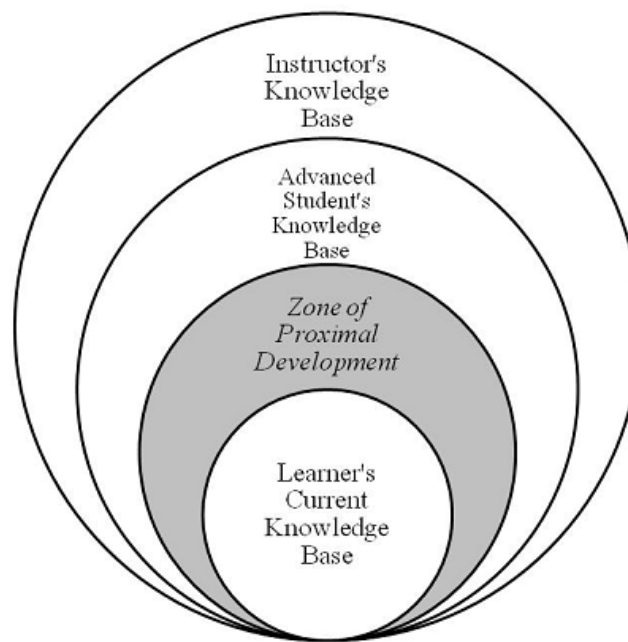 Instructor's
Knowledge
Base
Advanced
Student's
Knowledge
Base
Zone of
Proximal
Development
Learner's
Current
Knowledge
Base